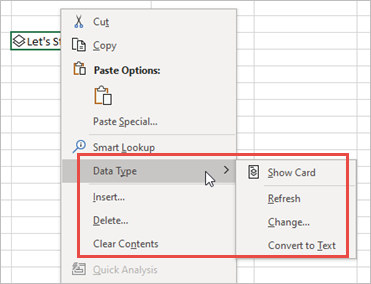 Let's St
Cut
Copy
Paste Options:
Paste Special...
Smart Lookup
Data Type
Show Card
Insert...
Refresh
Delete...
Change...
Clear Contents
Convert to Text
Quick Analysis